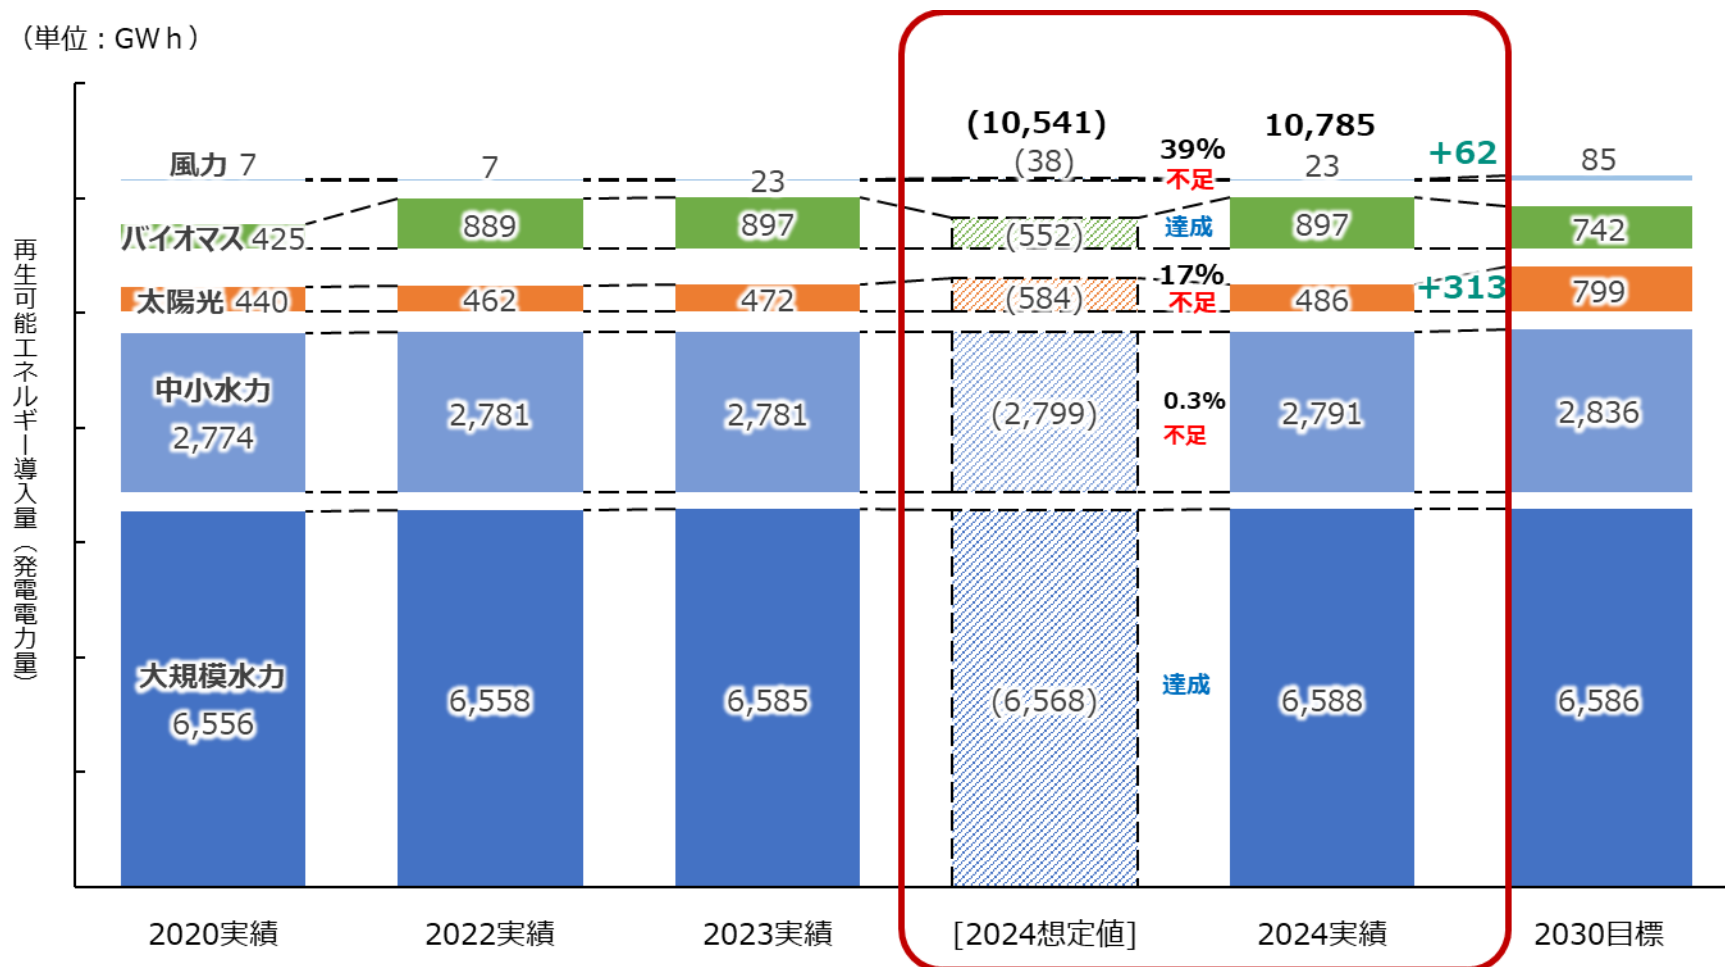 （単位：GWｈ）
再生可能エネルギー導入量（発電電力量）
(10,541)
10,785
風力 7
7
23
(38)
39%
不足
23
+62
85
バイオマス 425
889
897
(552)
達成
897
742
太陽光 440
462
472
(584)
17%
不足
486
+313
799
中小水力
2,774
2,781
2,781
(2,799)
0.3%
不足
2,791
2,836
大規模水力
6,556
6,558
6,585
(6,568)
達成
6,588
6,586
2020実績
2022実績
2023実績
[2024想定値]
2024実績
2030目標